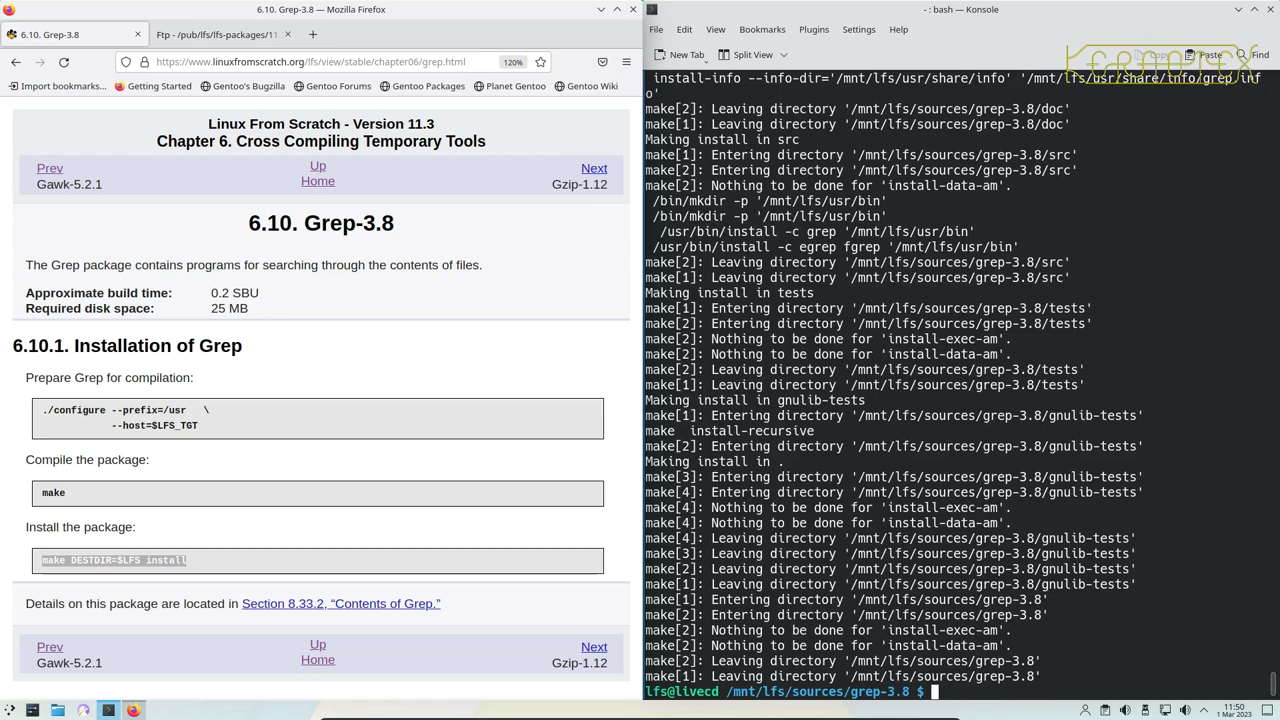 6.10. Grep-3.8 — Mozilla Firefox
6.10. Grep-3.8
Ftp - /pub/lfs/lfs-packages/11.
https://www.linuxfromscratch.org/lfs/view/stable/chapter06/grep.html
120%
Import bookmarks...
Getting Started
Gentoo's Bugzilla
Gentoo Forums
Gentoo Packages
Planet Gentoo
Gentoo Wiki
Linux From Scratch - Version 11.3
Chapter 6. Cross Compiling Temporary Tools
Prev
Up
Next
Gawk-5.2.1
Home
Gzip-1.12
6.10. Grep-3.8
The Grep package contains programs for searching through the contents of files.
Approximate build time: 0.2 SBU
Required disk space: 25 MB
6.10.1. Installation of Grep
Prepare Grep for compilation:
./configure --prefix=/usr   \
            --host=$LFS_TGT
Compile the package:
make
Install the package:
make DESTDIR=$LFS install
Details on this package are located in Section 8.33.2, “Contents of Grep.”
Prev
Up
Next
Gawk-5.2.1
Home
Gzip-1.12
- : bash — Konsole
File Edit View Bookmarks Plugins Settings Help
New Tab
Split View
Copy
Paste
Find
 install-info --info-dir='/mnt/lfs/usr/share/info' '/mnt/lfs/usr/share/info/grep.inf
o'
make[2]: Leaving directory '/mnt/lfs/sources/grep-3.8/doc'
make[1]: Leaving directory '/mnt/lfs/sources/grep-3.8/doc'
Making install in src
make[1]: Entering directory '/mnt/lfs/sources/grep-3.8/src'
make[2]: Entering directory '/mnt/lfs/sources/grep-3.8/src'
make[2]: Nothing to be done for 'install-data-am'.
 /bin/mkdir -p '/mnt/lfs/usr/bin'
 /bin/mkdir -p '/mnt/lfs/usr/bin'
  /usr/bin/install -c grep '/mnt/lfs/usr/bin'
 /usr/bin/install -c egrep fgrep '/mnt/lfs/usr/bin'
make[2]: Leaving directory '/mnt/lfs/sources/grep-3.8/src'
make[1]: Leaving directory '/mnt/lfs/sources/grep-3.8/src'
Making install in tests
make[1]: Entering directory '/mnt/lfs/sources/grep-3.8/tests'
make[2]: Entering directory '/mnt/lfs/sources/grep-3.8/tests'
make[2]: Nothing to be done for 'install-exec-am'.
make[2]: Nothing to be done for 'install-data-am'.
make[2]: Leaving directory '/mnt/lfs/sources/grep-3.8/tests'
make[1]: Leaving directory '/mnt/lfs/sources/grep-3.8/tests'
Making install in gnulib-tests
make[1]: Entering directory '/mnt/lfs/sources/grep-3.8/gnulib-tests'
make  install-recursive
make[2]: Entering directory '/mnt/lfs/sources/grep-3.8/gnulib-tests'
Making install in .
make[3]: Entering directory '/mnt/lfs/sources/grep-3.8/gnulib-tests'
make[4]: Entering directory '/mnt/lfs/sources/grep-3.8/gnulib-tests'
make[4]: Nothing to be done for 'install-exec-am'.
make[4]: Nothing to be done for 'install-data-am'.
make[4]: Leaving directory '/mnt/lfs/sources/grep-3.8/gnulib-tests'
make[3]: Leaving directory '/mnt/lfs/sources/grep-3.8/gnulib-tests'
make[2]: Leaving directory '/mnt/lfs/sources/grep-3.8/gnulib-tests'
make[1]: Leaving directory '/mnt/lfs/sources/grep-3.8/gnulib-tests'
make[1]: Entering directory '/mnt/lfs/sources/grep-3.8'
make[2]: Entering directory '/mnt/lfs/sources/grep-3.8'
make[2]: Nothing to be done for 'install-exec-am'.
make[2]: Nothing to be done for 'install-data-am'.
make[2]: Leaving directory '/mnt/lfs/sources/grep-3.8'
make[1]: Leaving directory '/mnt/lfs/sources/grep-3.8'
lfs@livecd /mnt/lfs/sources/grep-3.8 $
11:50
1 Mar 2023